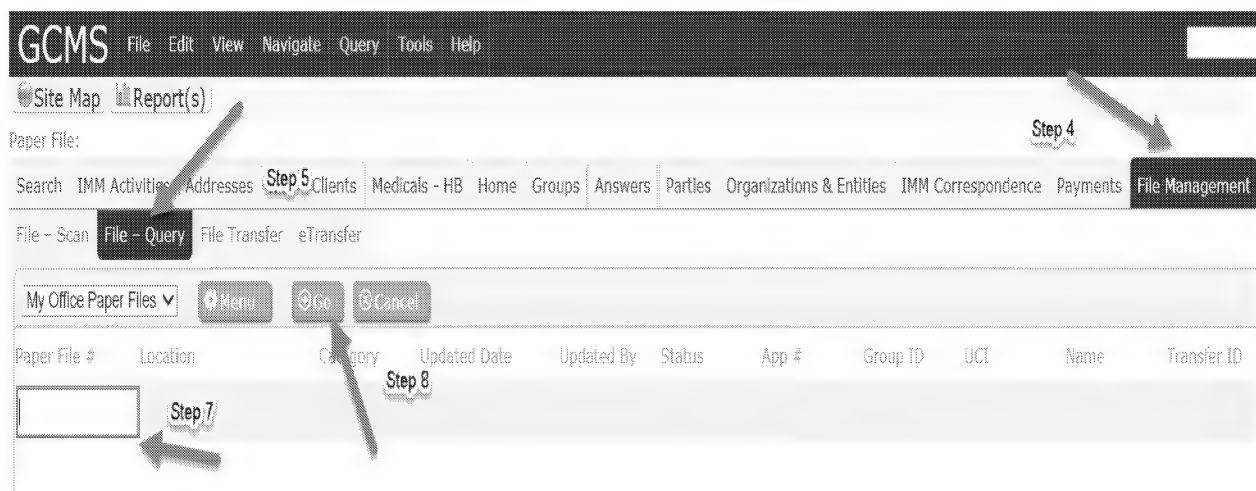 GCMS File Edit View Navigate Query Tools Help
Site Map Report(s)
Paper File:
Step 4
Search IMM Activities Addresses Step 5 Clients Medicals - HB Home Groups Answers Parties Organizations & Entities IMM Correspondence Payments File Management
File – Scan File – Query File Transfer eTransfer
My Office Paper Files Menu Go Cancel
Paper File # Location Category Updated Date Updated By Status App # Group ID UCI Name Transfer ID
Step 8
Step 7